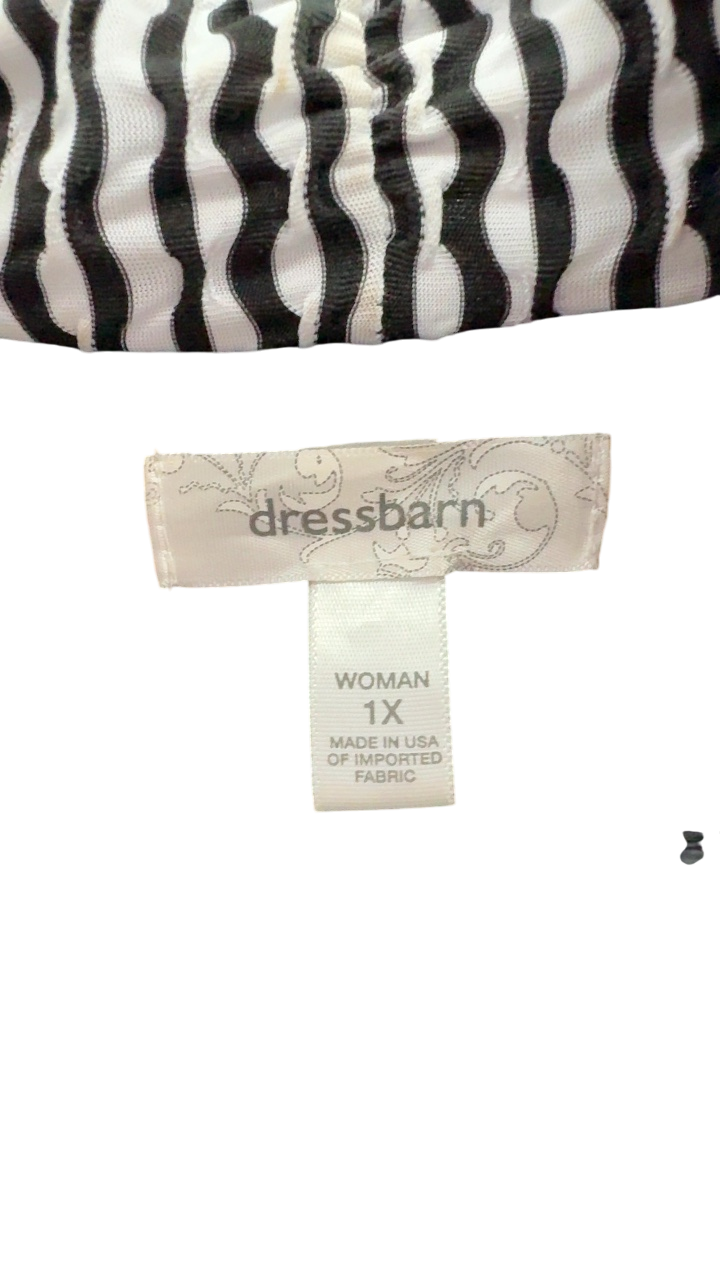 dressbarn
WOMAN
1X
MADE IN USA
OF IMPORTED
FABRIC